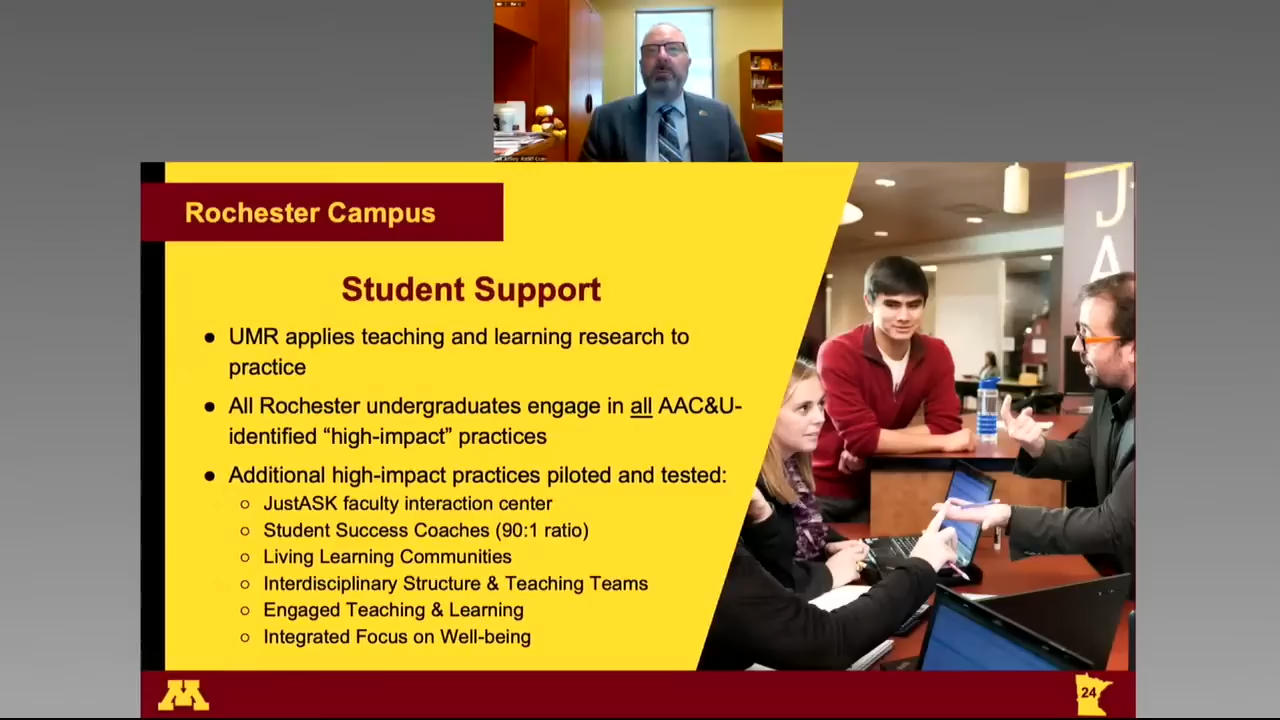 Rochester Campus
Student Support
● UMR applies teaching and learning research to
practice
● All Rochester undergraduates engage in all AAC&U-
identified “high-impact” practices
● Additional high-impact practices piloted and tested:
○ JustASK faculty interaction center
○ Student Success Coaches (90:1 ratio)
○ Living Learning Communities
○ Interdisciplinary Structure & Teaching Teams
○ Engaged Teaching & Learning
○ Integrated Focus on Well-being
J
A
M
24